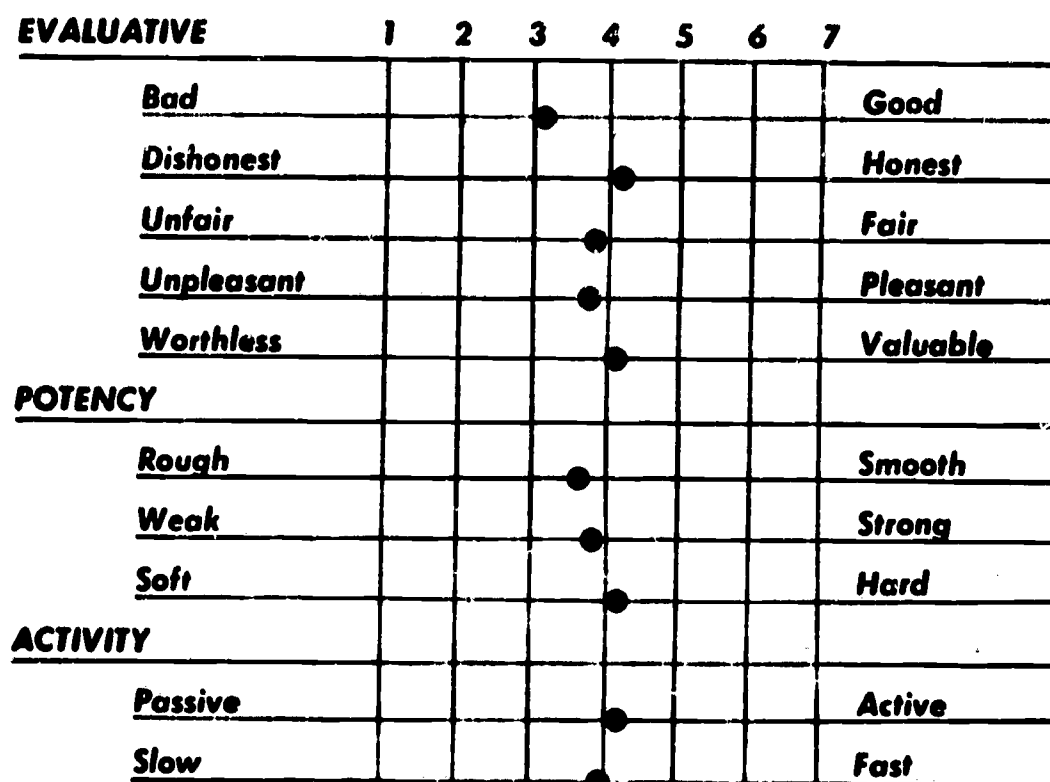 EVALUATIVE 1 2 3 4 5 6 7
Bad Good
Dishonest Honest
Unfair Fair
Unpleasant Pleasant
Worthless Valuable
POTENCY
Rough Smooth
Weak Strong
Soft Hard
ACTIVITY
Passive Active
Slow Fast